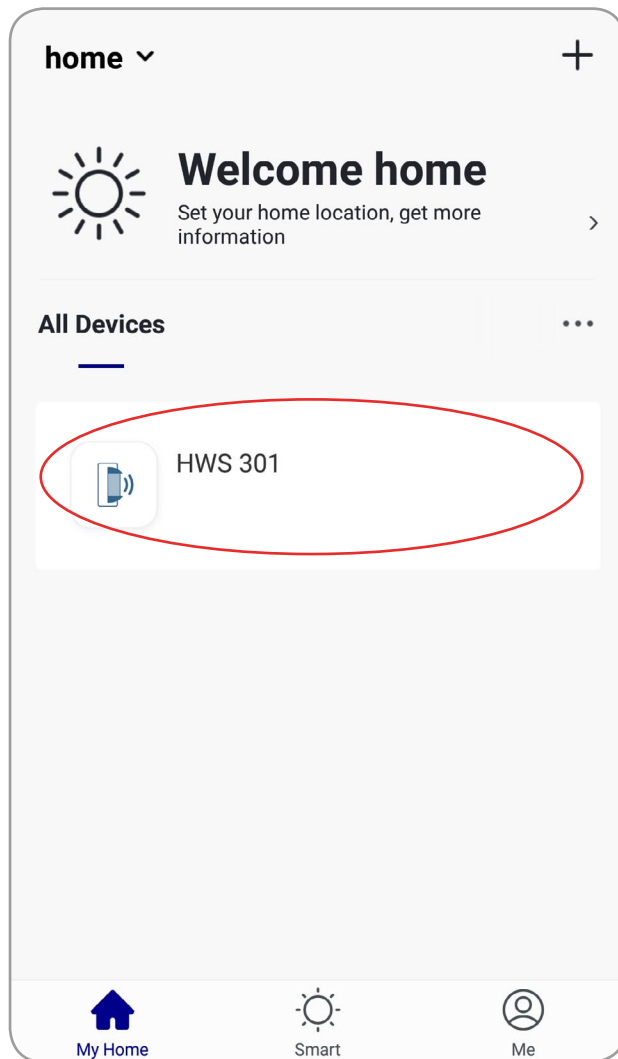 home
Welcome home
Set your home location, get more
information
All Devices
HWS 301
My Home
Smart
Me